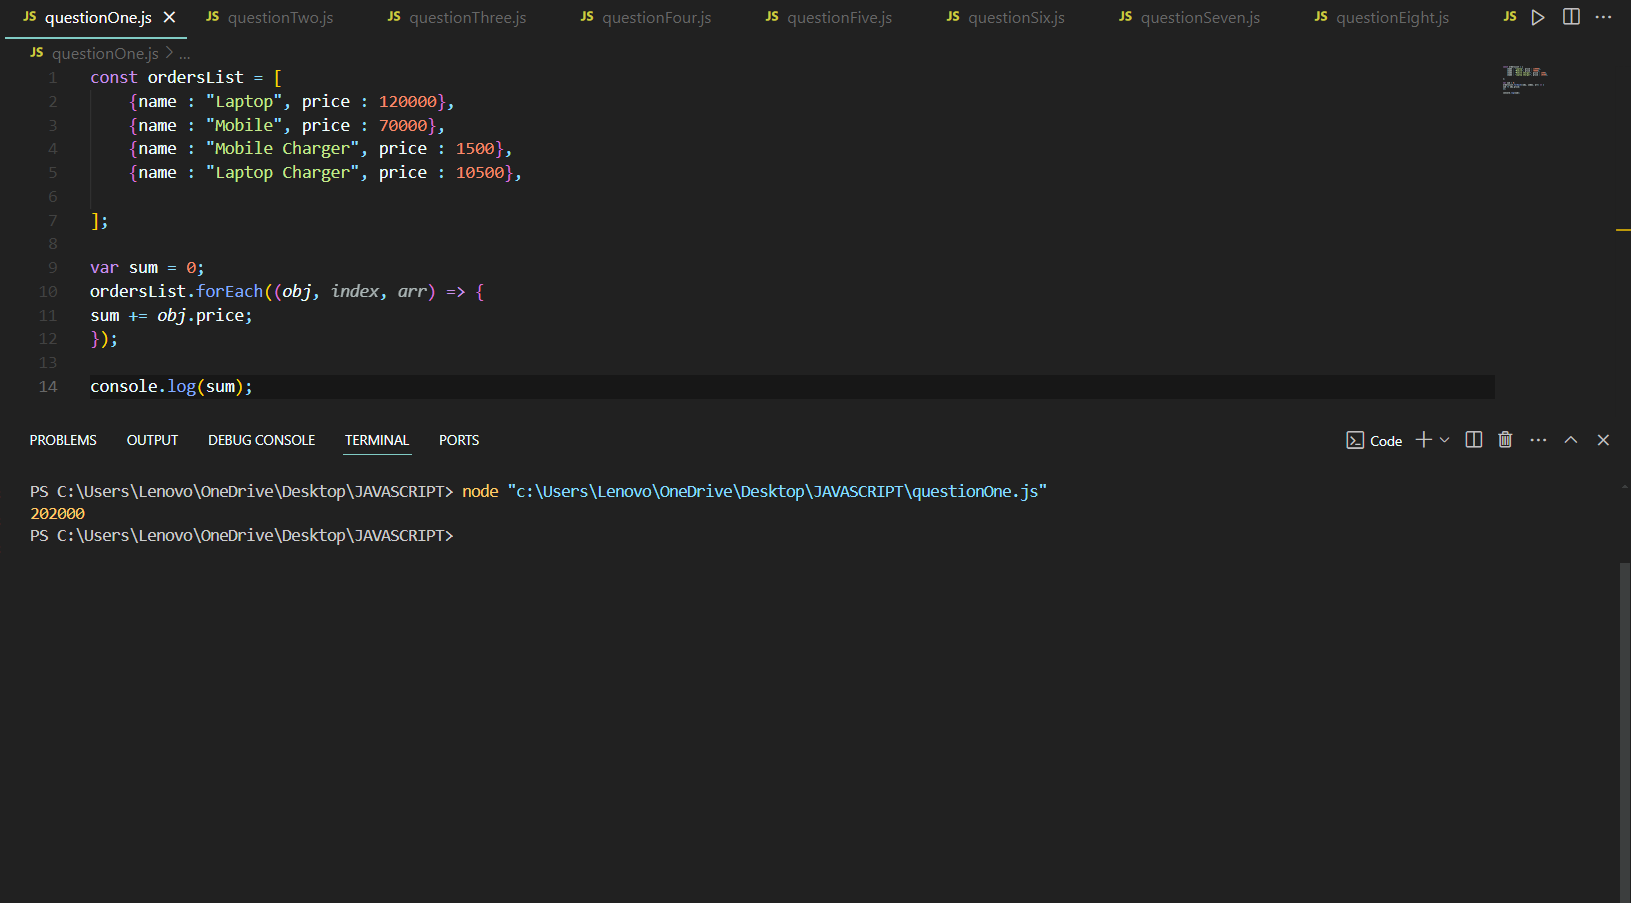 JS questionOne.js JS questionTwo.js JS questionThree.js JS questionFour.js JS questionFive.js JS questionSix.js JS questionSeven.js JS questionEight.js JS
JS questionOne.js > ...
1 const ordersList = [
2 {name : "Laptop", price : 120000},
3 {name : "Mobile", price : 70000},
4 {name : "Mobile Charger", price : 1500},
5 {name : "Laptop Charger", price : 10500},
6
7 ];
8
9 var sum = 0;
10 ordersList.forEach((obj, index, arr) => {
11 sum += obj.price;
12 });
13
14 console.log(sum);
PROBLEMS OUTPUT DEBUG CONSOLE TERMINAL PORTS Code
PS C:\Users\Lenovo\OneDrive\Desktop\JAVASCRIPT> node "c:\Users\Lenovo\OneDrive\Desktop\JAVASCRIPT\questionOne.js"
202000
PS C:\Users\Lenovo\OneDrive\Desktop\JAVASCRIPT>